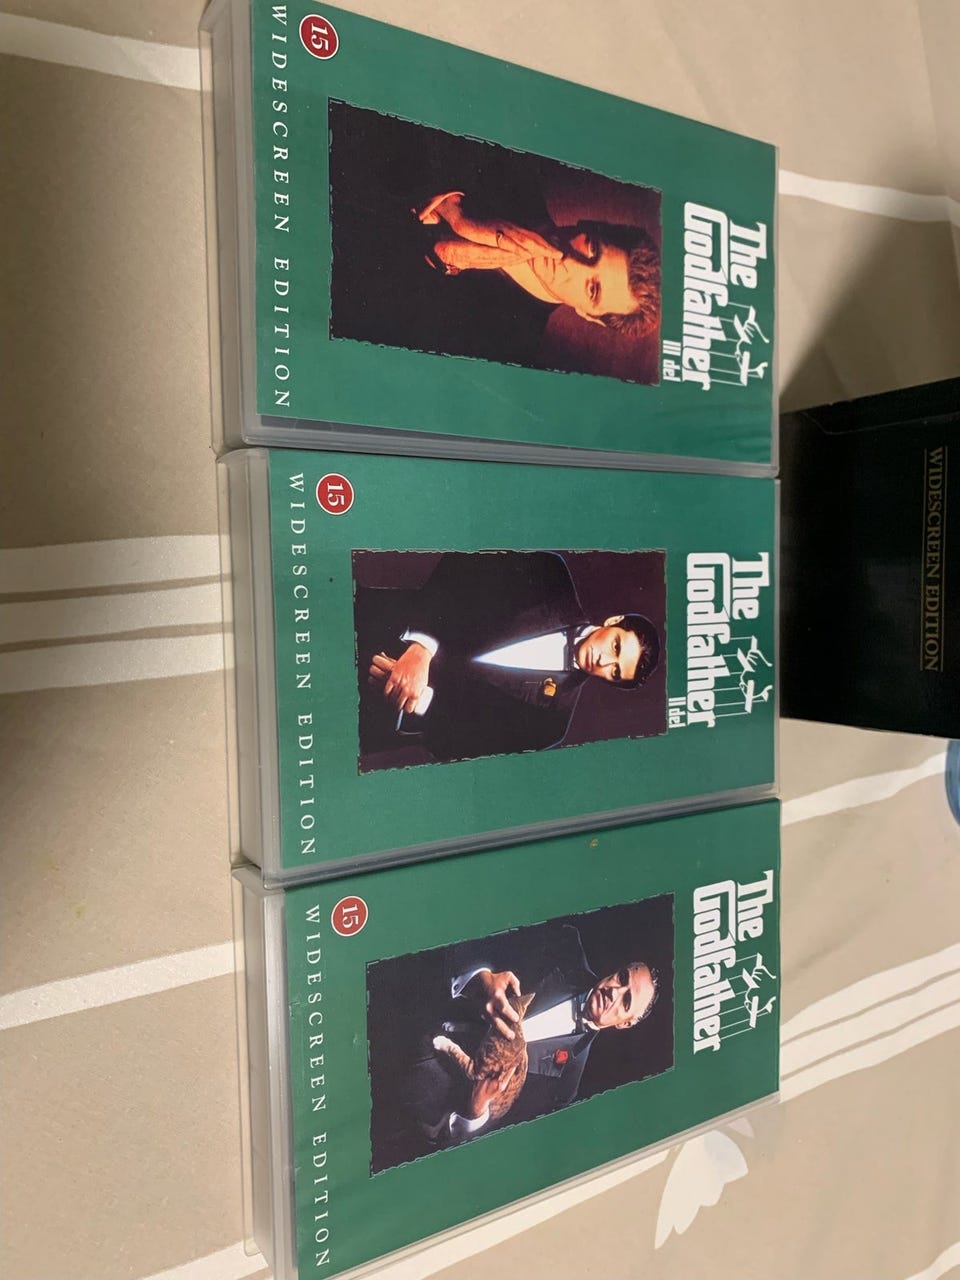 The
Godfather
III del
15
WIDESCREEN EDITION
The
Godfather
II del
15
WIDESCREEN EDITION
The
Godfather
15
WIDESCREEN EDITION
WIDESCREEN EDITION